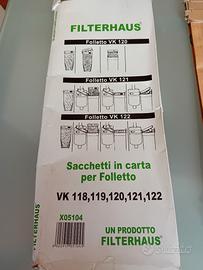 FILTERHAUS®
Folletto VK 120
Folletto VK 121
Folletto VK 122
Sacchetti in carta
per Folletto
VK 118,119,120,121,122
X05104
UN PRODOTTO
FILTERHAUS®
subito